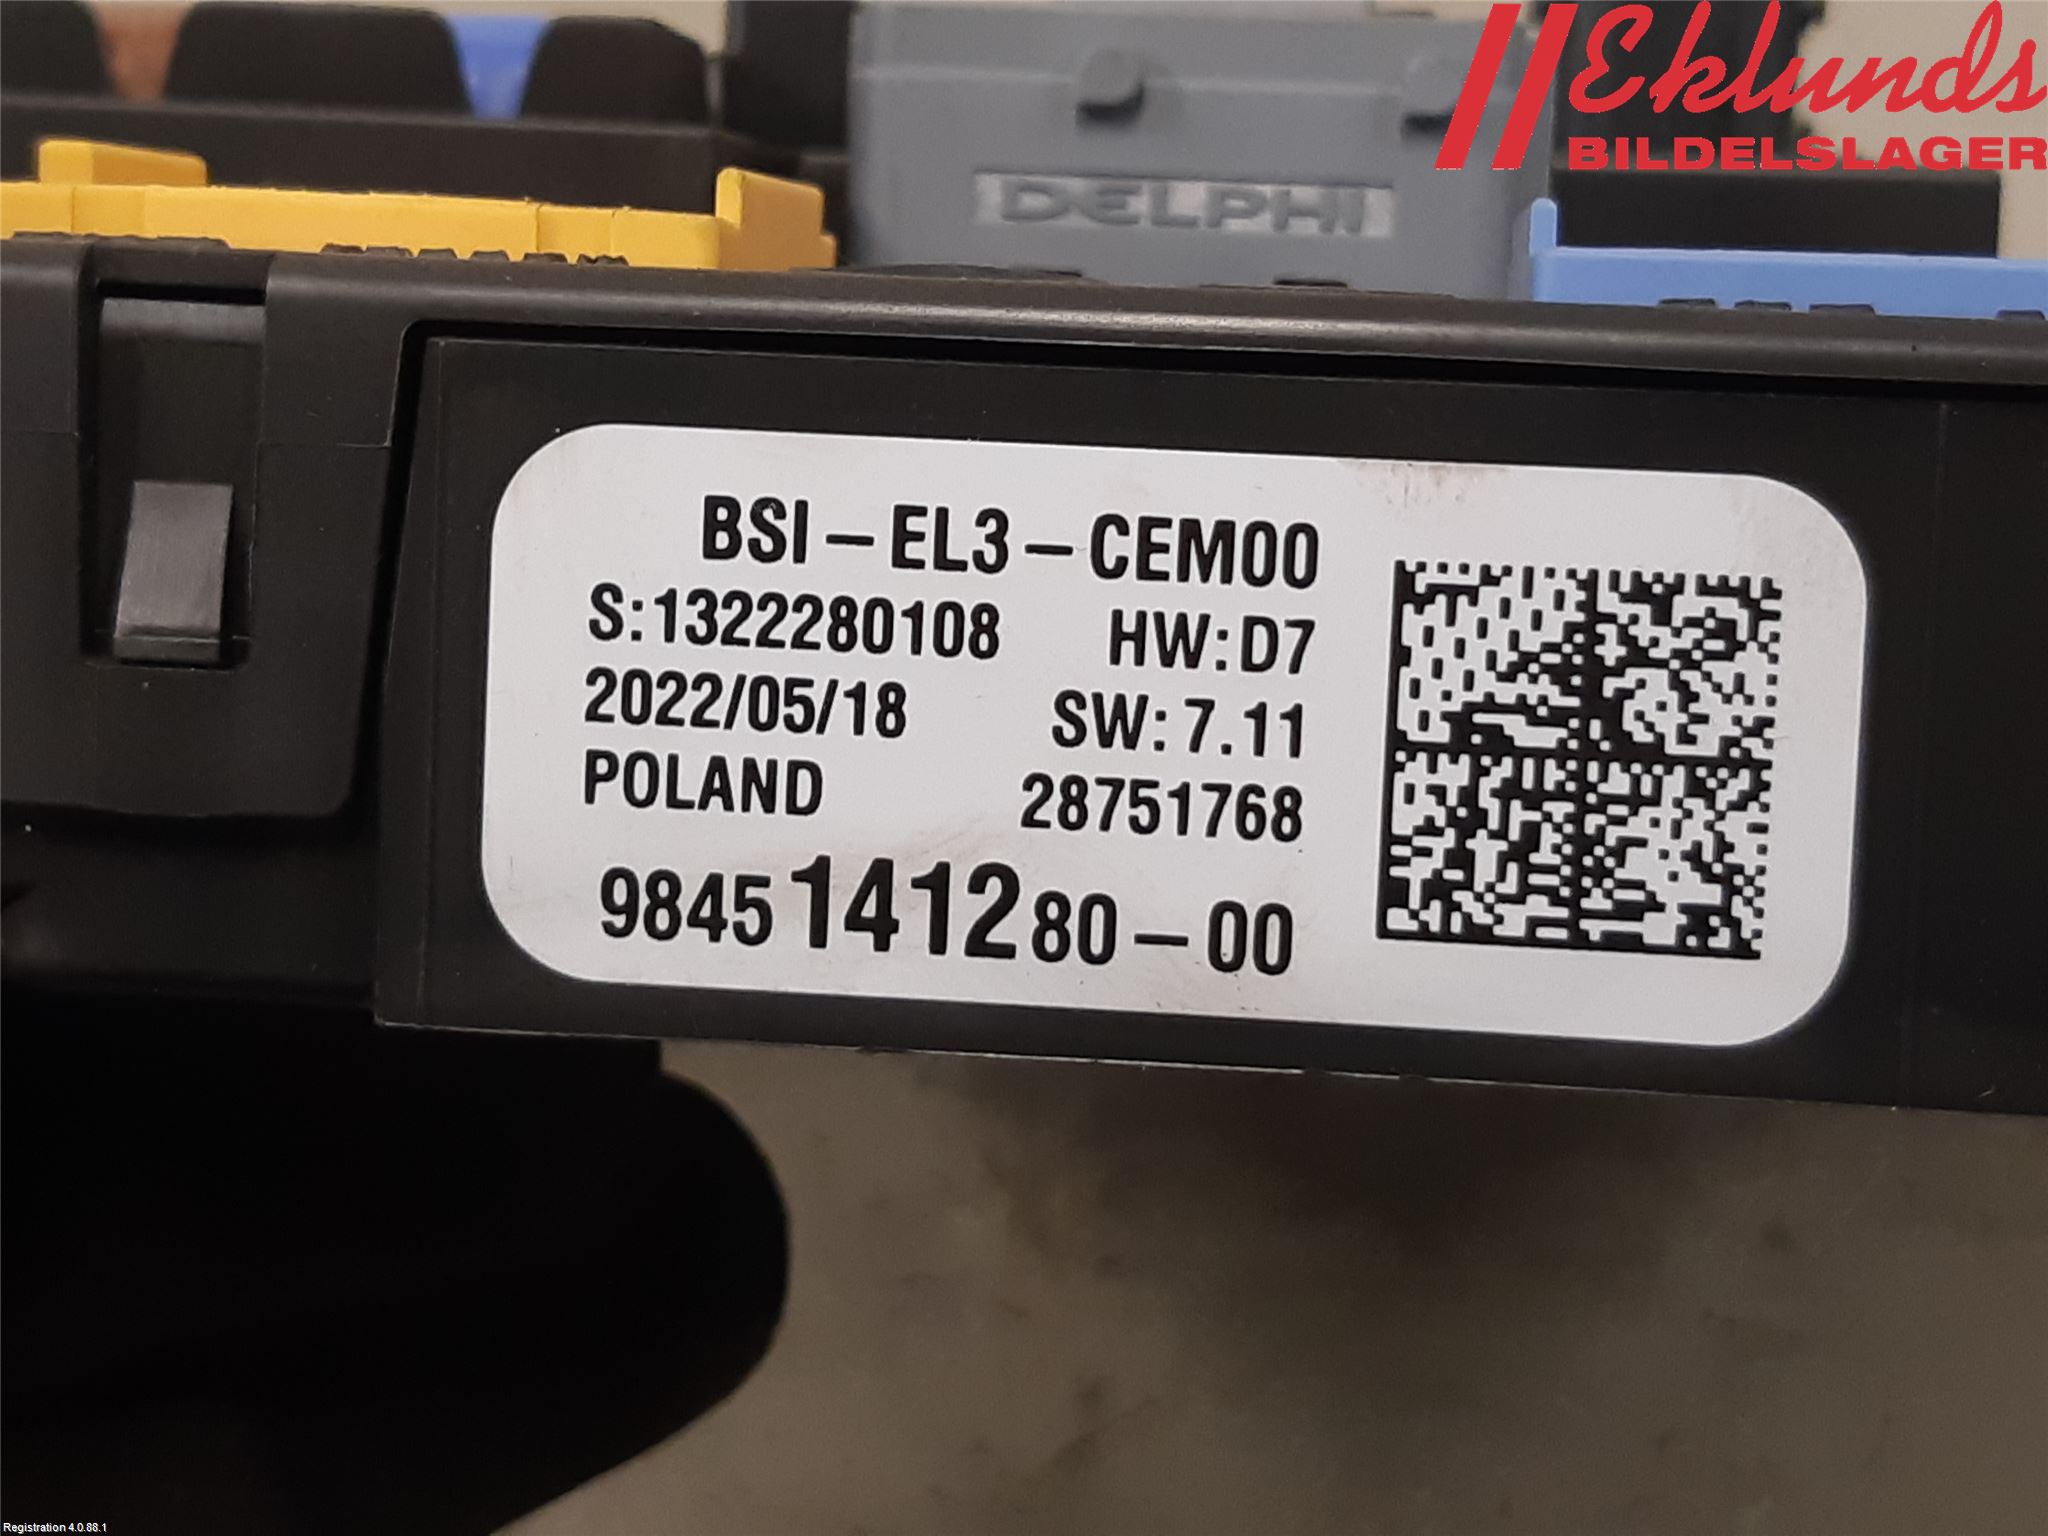 Eklunds
BILDELSLAGER
DELPHI
BSI-EL3-CEM00
S:1322280108 HW:D7
2022/05/18 SW:7.11
POLAND 28751768
9845141280-00
Registration 4.0.88.1